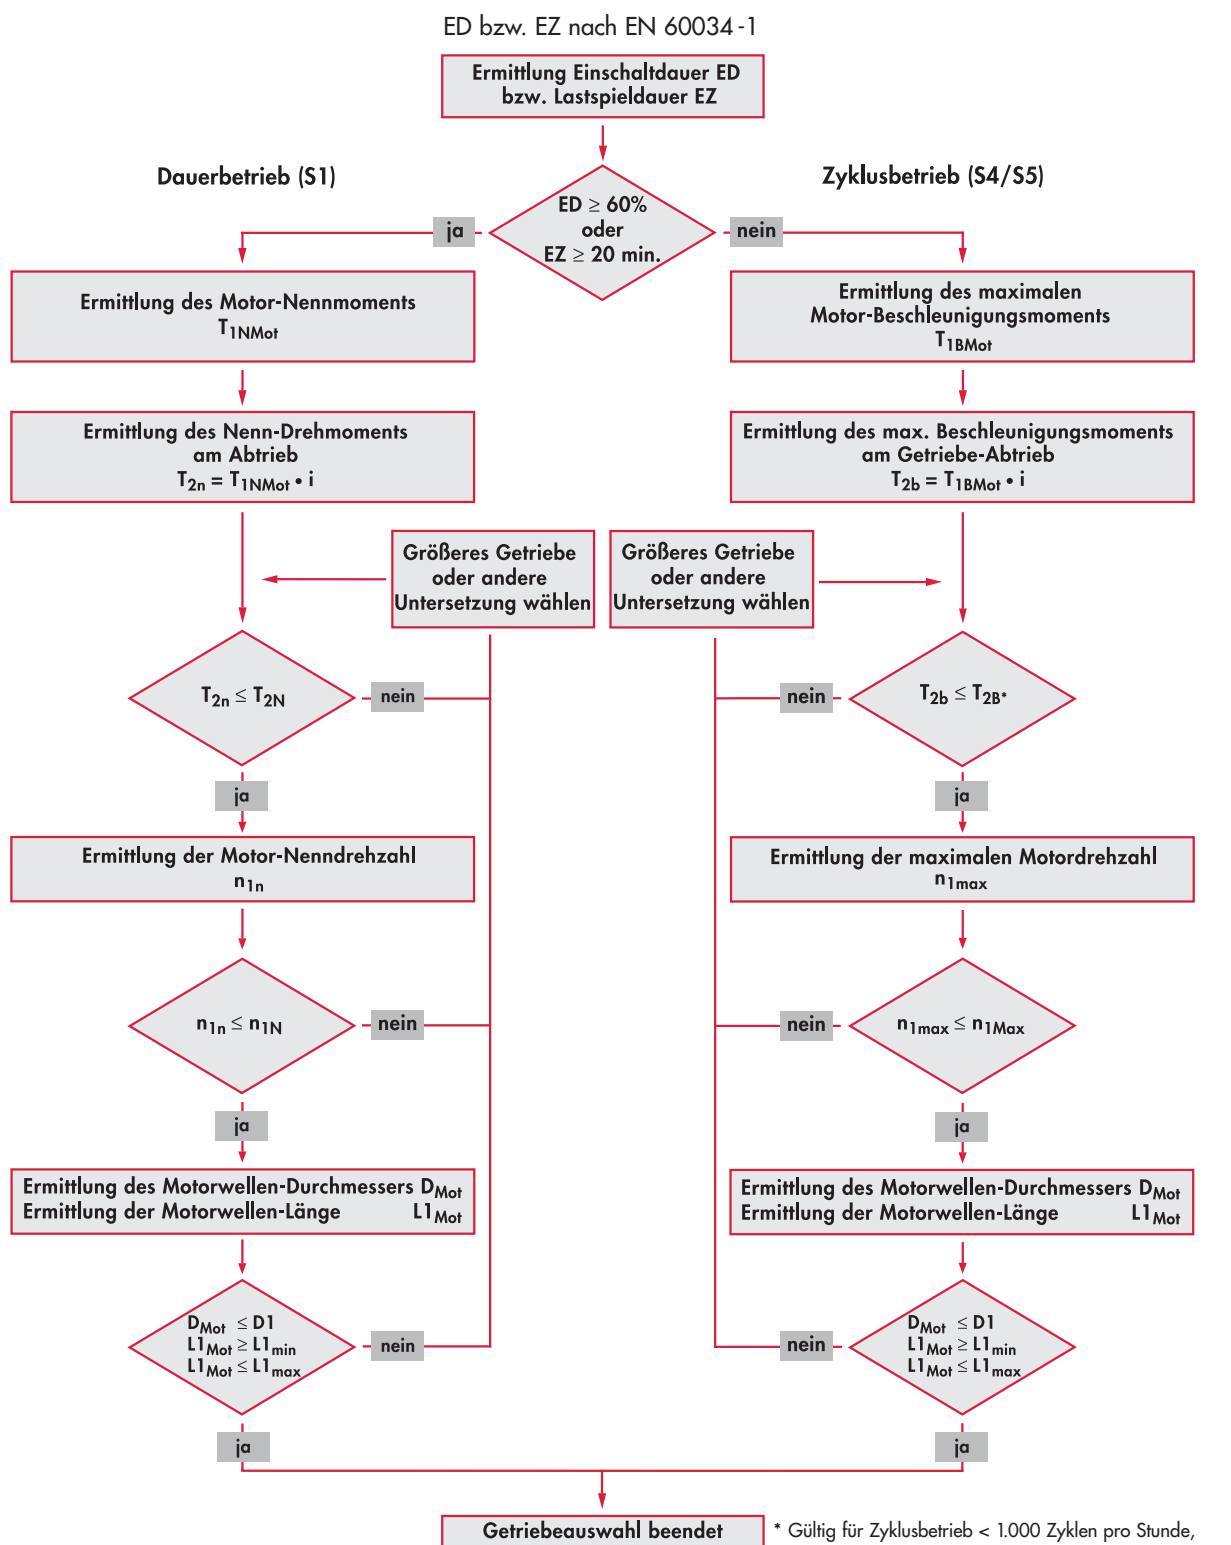 ED bzw. EZ nach EN 60034-1
Ermittlung Einschaltdauer ED
bzw. Lastspieldauer EZ
Dauerbetrieb (S1)
Zyklusbetrieb (S4/S5)
ED ≥ 60%
oder
EZ ≥ 20 min.
ja
nein
Ermittlung des Motor-Nennmoments
T1NMot
Ermittlung des maximalen
Motor-Beschleunigungsmoments
T1BMot
Ermittlung des Nenn-Drehmoments
am Abtrieb
T2n = T1NMot • i
Ermittlung des max. Beschleunigungsmoments
am Getriebe-Abtrieb
T2b = T1BMot • i
Größeres Getriebe
oder andere
Untersetzung wählen
Größeres Getriebe
oder andere
Untersetzung wählen
T2n ≤ T2N
nein
nein
T2b ≤ T2B*
ja
ja
Ermittlung der Motor-Nenndrehzahl
n1n
Ermittlung der maximalen Motordrehzahl
n1max
n1n ≤ n1N
nein
nein
n1max ≤ n1Max
ja
ja
Ermittlung des Motorwellen-Durchmessers DMot
Ermittlung der Motorwellen-Länge L1Mot
Ermittlung des Motorwellen-Durchmessers DMot
Ermittlung der Motorwellen-Länge L1Mot
DMot ≤ D1
L1Mot ≥ L1min
L1Mot ≤ L1max
nein
nein
DMot ≤ D1
L1Mot ≥ L1min
L1Mot ≤ L1max
ja
ja
Getriebeauswahl beendet
* Gültig für Zyklusbetrieb < 1.000 Zyklen pro Stunde,